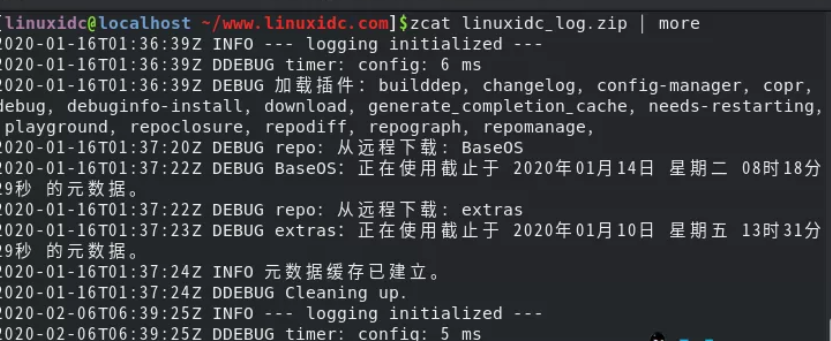 [linuxidc@localhost ~/www.linuxidc.com]$zcat linuxidc_log.zip | more
2020-01-16T01:36:39Z INFO --- logging initialized ---
2020-01-16T01:36:39Z DDEBUG timer: config: 6 ms
2020-01-16T01:36:39Z DEBUG 加载插件: builddep, changelog, config-manager, copr,
debug, debuginfo-install, download, generate_completion_cache, needs-restarting,
playground, repoclosure, repodiff, repograph, repomanage,
2020-01-16T01:37:20Z DEBUG repo: 从远程下载: BaseOS
2020-01-16T01:37:22Z DEBUG BaseOS: 正在使用截止于 2020年01月14日 星期二 08时18分
29秒 的元数据。
2020-01-16T01:37:22Z DEBUG repo: 从远程下载: extras
2020-01-16T01:37:23Z DEBUG extras: 正在使用截止于 2020年01月10日 星期五 13时31分
29秒 的元数据。
2020-01-16T01:37:24Z INFO 元数据缓存已建立。
2020-01-16T01:37:24Z DDEBUG Cleaning up.
2020-02-06T06:39:25Z INFO --- logging initialized ---
2020-02-06T06:39:25Z DDEBUG timer: config: 5 ms